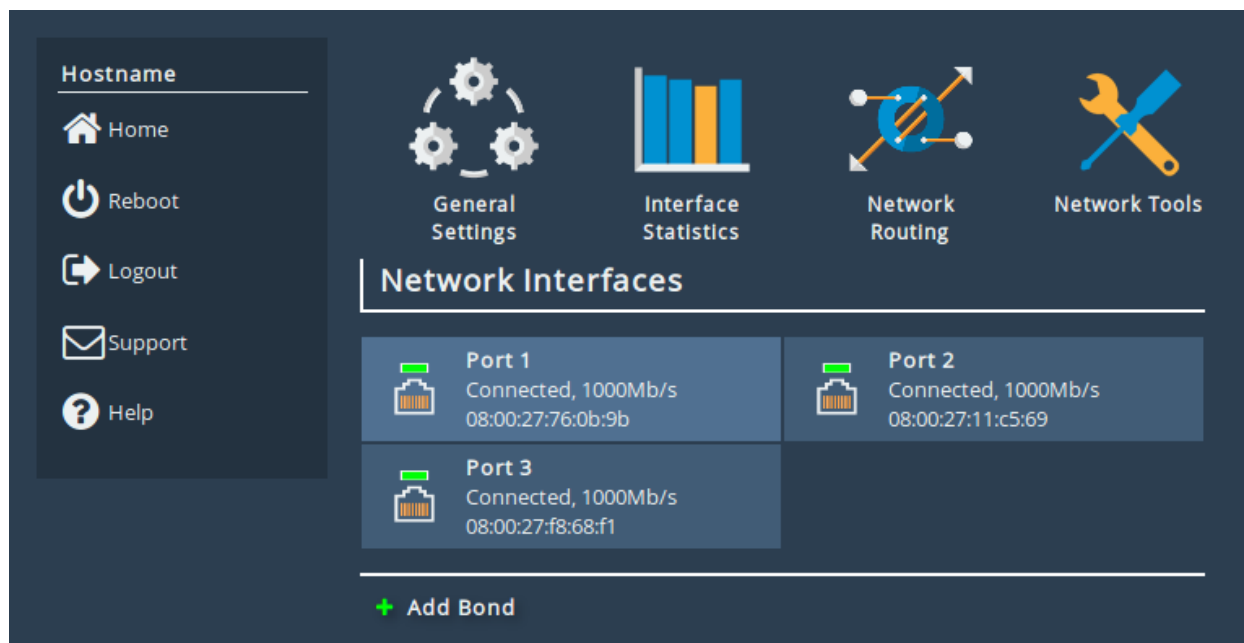 Hostname
Home
Reboot
Logout
Support
Help
General
Settings
Interface
Statistics
Network
Routing
Network Tools
Network Interfaces
Port 1
Connected, 1000Mb/s
08:00:27:76:0b:9b
Port 2
Connected, 1000Mb/s
08:00:27:11:c5:69
Port 3
Connected, 1000Mb/s
08:00:27:f8:68:f1
+ Add Bond